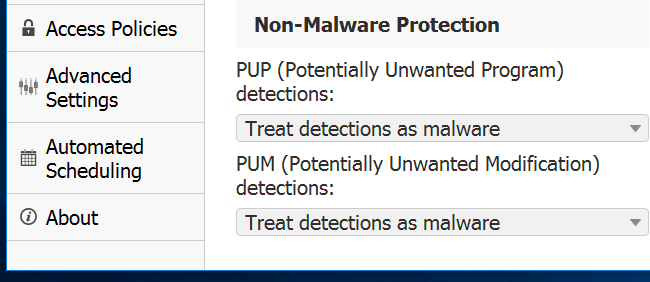 Access Policies
Advanced
Settings
Automated
Scheduling
About
Non-Malware Protection
PUP (Potentially Unwanted Program)
detections:
Treat detections as malware
PUM (Potentially Unwanted Modification)
detections:
Treat detections as malware